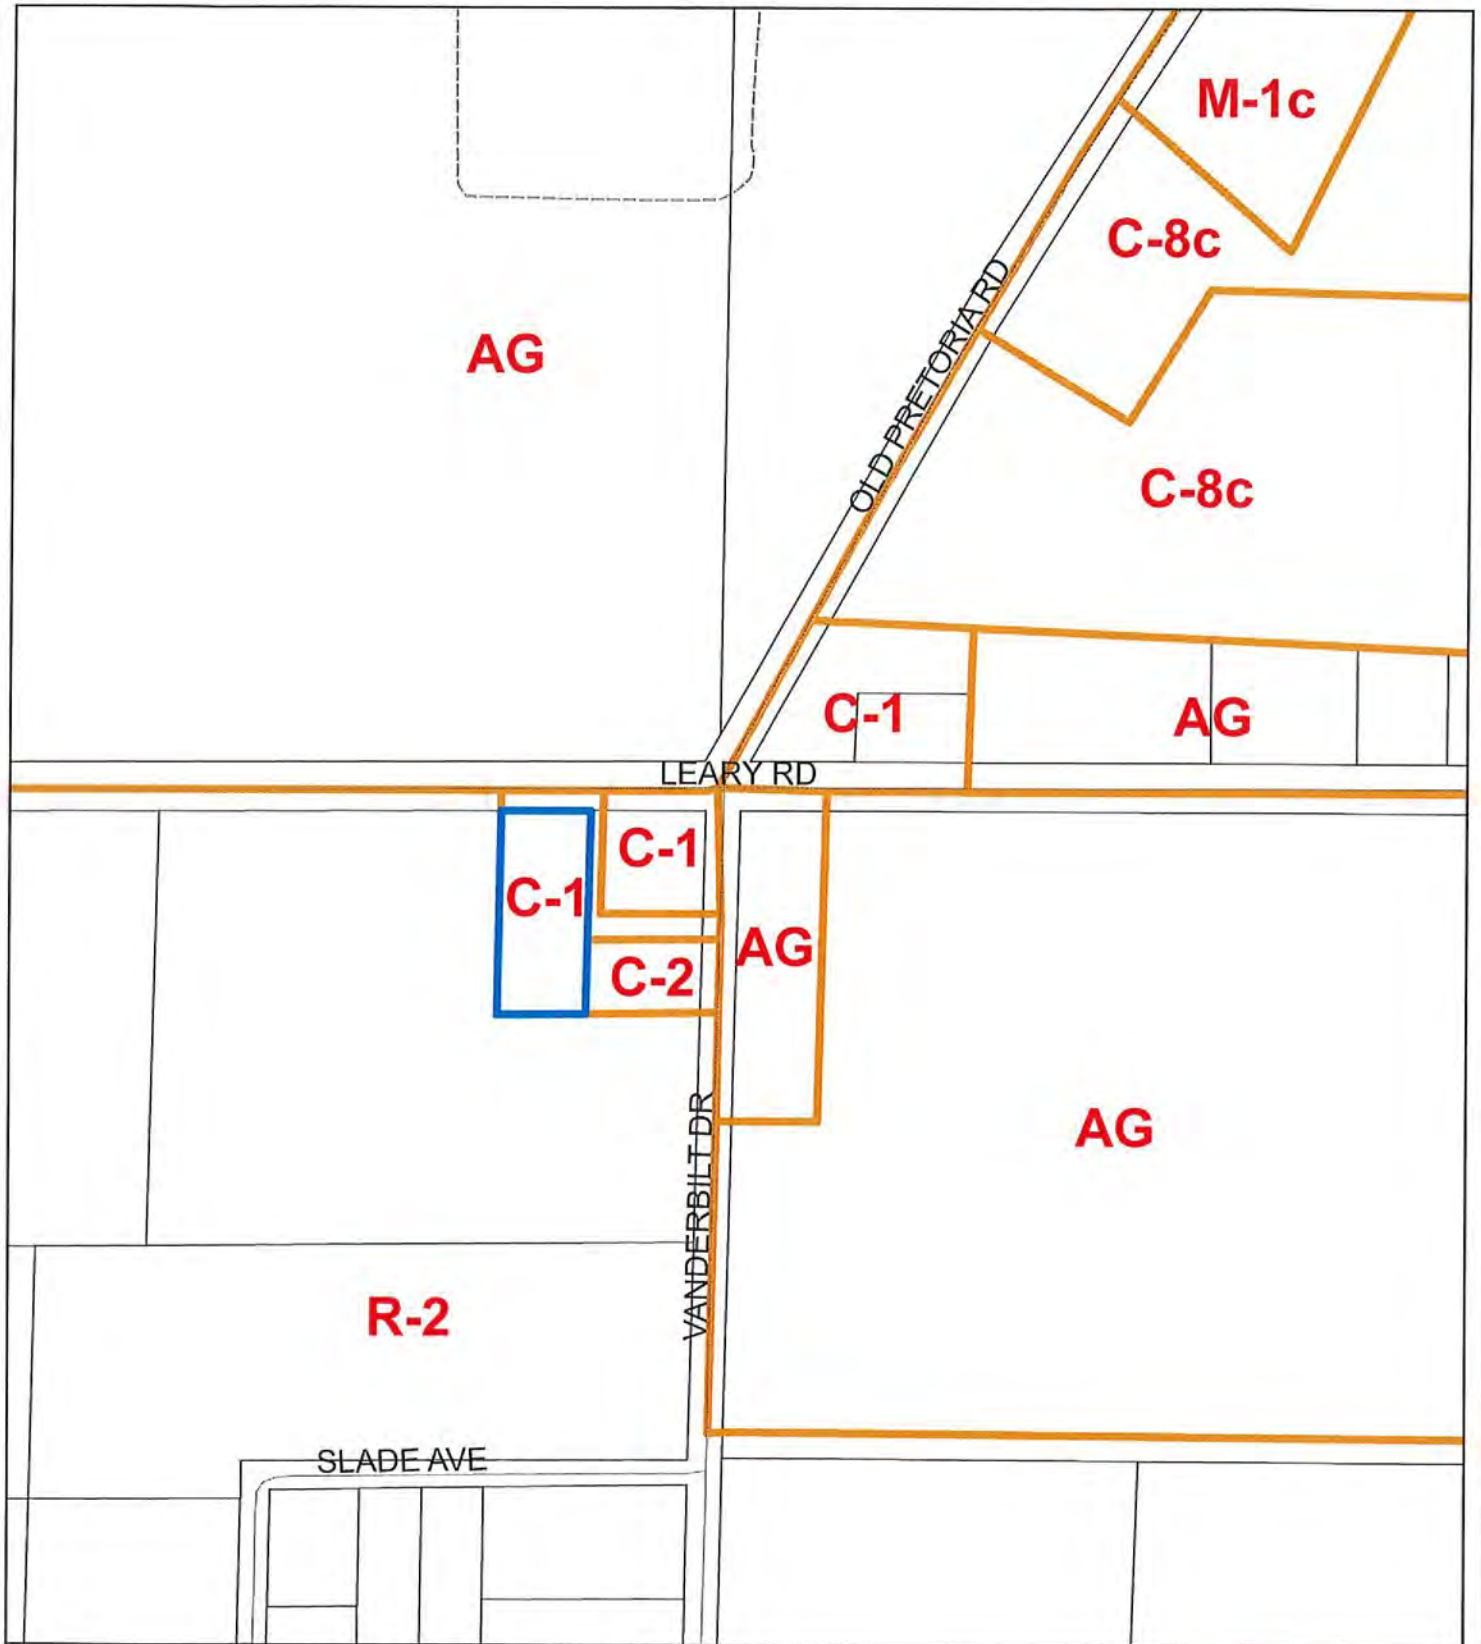 M-1c
C-8c
AG
OLD PRETORIA RD
C-8c
C-1
AG
LEARY RD
C-1
C-1
AG
C-2
AG
VANDERBILT DR
R-2
SLADE AVE